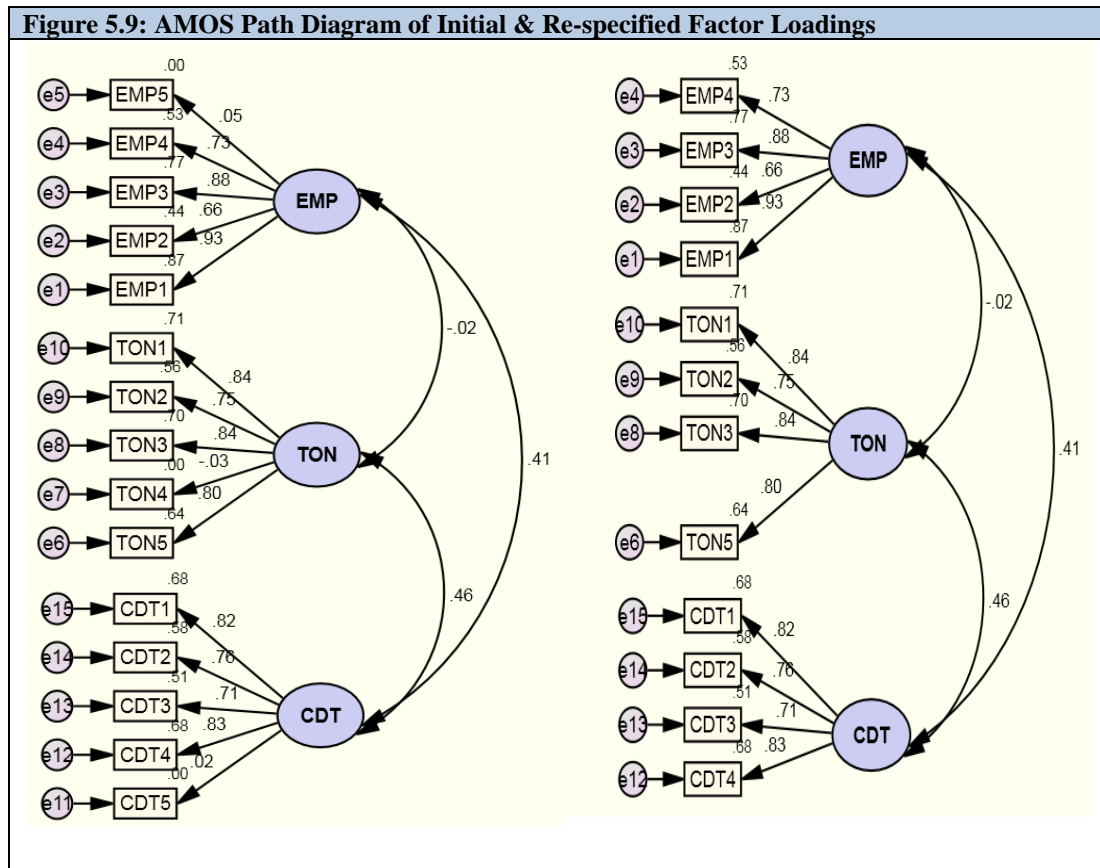 Figure 5.9: AMOS Path Diagram of Initial & Re-specified Factor Loadings
.00
e5 EMP5
.05
.53
e4 EMP4
.73
.77
e3 EMP3
.88
.44
.66
e2 EMP2
.93
.87
e1 EMP1
EMP
.71
e10 TON1
.84
.56
e9 TON2
.75
.70
e8 TON3
.84
.00
-.03
e7 TON4
.80
.64
e6 TON5
TON
.68
e15 CDT1
.82
.58
e14 CDT2
.76
.51
e13 CDT3
.71
.68
.83
e12 CDT4
.02
.00
e11 CDT5
CDT
-.02
.41
.46
.53
e4 EMP4
.73
.77
e3 EMP3
.88
.44
.66
e2 EMP2
.93
.87
e1 EMP1
EMP
.71
e10 TON1
.84
.56
e9 TON2
.75
.70
e8 TON3
.84
.80
.64
e6 TON5
TON
.68
e15 CDT1
.82
.58
e14 CDT2
.76
.51
e13 CDT3
.71
.68
.83
e12 CDT4
CDT
-.02
.41
.46